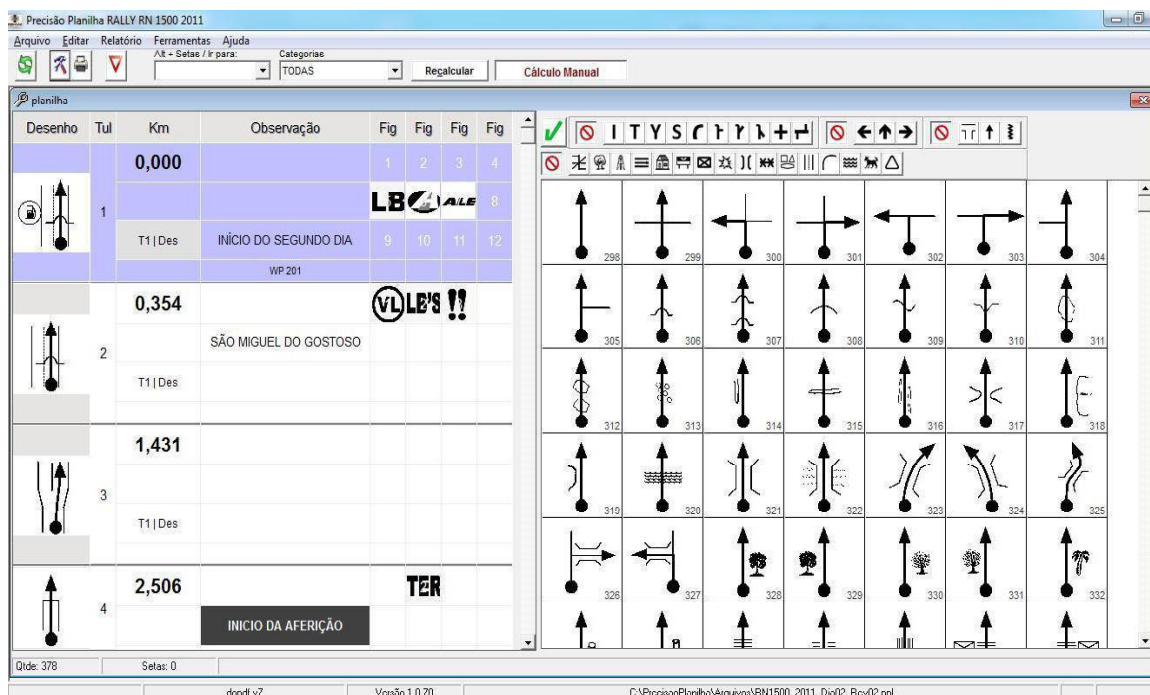 Precisão Planilha RALLY RN 1500 2011
Arquivo Editar Relatório Ferramentas Ajuda
Alt + Setas / Ir para: Categorias
TODAS Recalcular Cálculo Manual
planilha
Desenho Tul Km Observação Fig Fig Fig Fig
0,000 1 2 3 4
1 LB ALE 8
T1 | Des INÍCIO DO SEGUNDO DIA 9 10 11 12
WP 201
0,354 VL LE'S !!
2 SÃO MIGUEL DO GOSTOSO
T1 | Des
1,431
3
T1 | Des
2,506 TER
4 INICIO DA AFERIÇÃO
I T Y S
298 299 300 301 302 303 304
305 306 307 308 309 310 311
312 313 314 315 316 317 318
319 320 321 322 323 324 325
326 327 328 329 330 331 332
Qtde: 378 Setas: 0
dopdf v7 Versão 1.0.70 C:\PrecisaoPlanilha\Arquivos\RN1500_2011_Dia02_Rev02.ppl